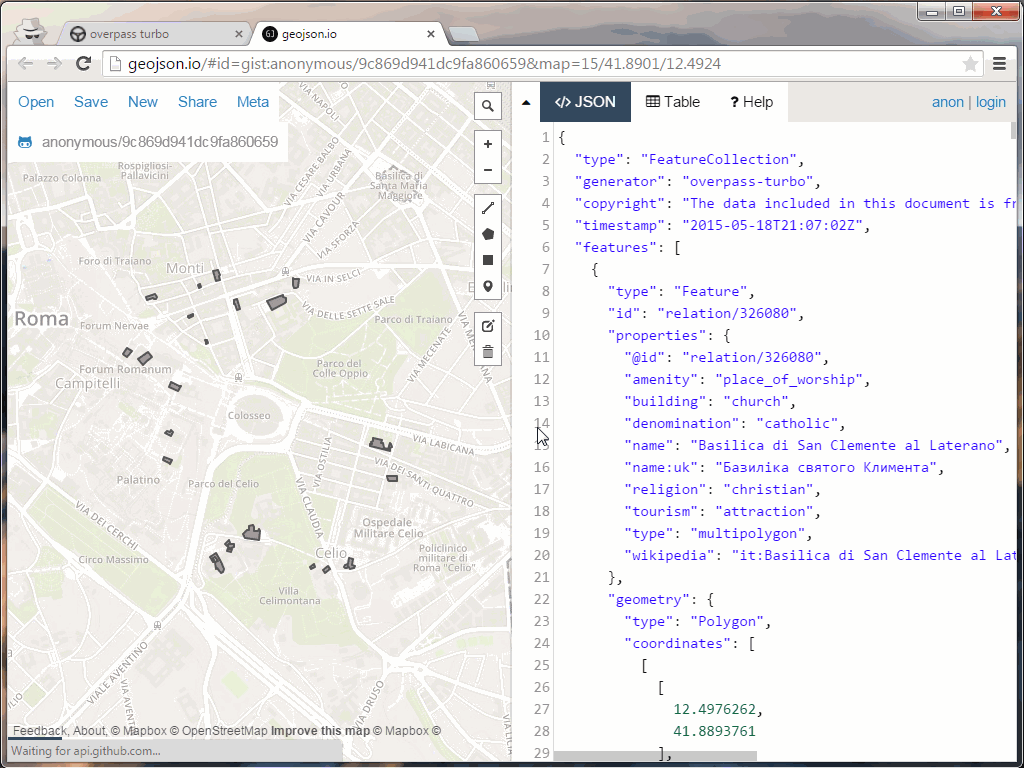 overpass turbo
geojson.io
geojson.io/#id=gist:anonymous/9c869d941dc9fa860659&map=15/41.8901/12.4924
Open Save New Share Meta
anonymous/9c869d941dc9fa860659
</> JSON
Table
? Help
anon | login
VIA NAPOLI
Rospigliosi-
Pallavicini
Palazzo Colonna
VIA CESARE BALBO
VIA URBANA
Basilica di
Santa Maria
Maggiore
VIA CAVOUR
VIA SFORZA
Foro di Traiano
Monti
VIA IN SELCI
VIA DELLE SETTE SALE
Roma
Forum Nervae
Parco di Traiano
Forum Romanum
Campitelli
Parco del
Colle Oppio
VIA MECENATE
Colosseo
VIA LABICANA
VIA OSTILIA
VIA DEI SANTI QUATTRO
Palatino
Parco del Celio
VIA CLAUDIA
VIA DEI CERCHI
Ospedale
Militare Celio
Circo Massimo
Celio
Policlinico
militare di
Roma "Celio"
Villa
Celimontana
VIALE AVENTINO
VIA AVENTINA
VIA DRUSO
Feedback About © Mapbox © OpenStreetMap Improve this map © Mapbox ©
Waiting for api.github.com...
1 {
2 "type": "FeatureCollection",
3 "generator": "overpass-turbo",
4 "copyright": "The data included in this document is fr
5 "timestamp": "2015-05-18T21:07:02Z",
6 "features": [
7 {
8 "type": "Feature",
9 "id": "relation/326080",
10 "properties": {
11 "@id": "relation/326080",
12 "amenity": "place_of_worship",
13 "building": "church",
14 "denomination": "catholic",
15 "name": "Basilica di San Clemente al Laterano",
16 "name:uk": "Базиліка святого Климента",
17 "religion": "christian",
18 "tourism": "attraction",
19 "type": "multipolygon",
20 "wikipedia": "it:Basilica di San Clemente al Lat
21 },
22 "geometry": {
23 "type": "Polygon",
24 "coordinates": [
25 [
26 [
27 12.4976262,
28 41.8893761
29 ],